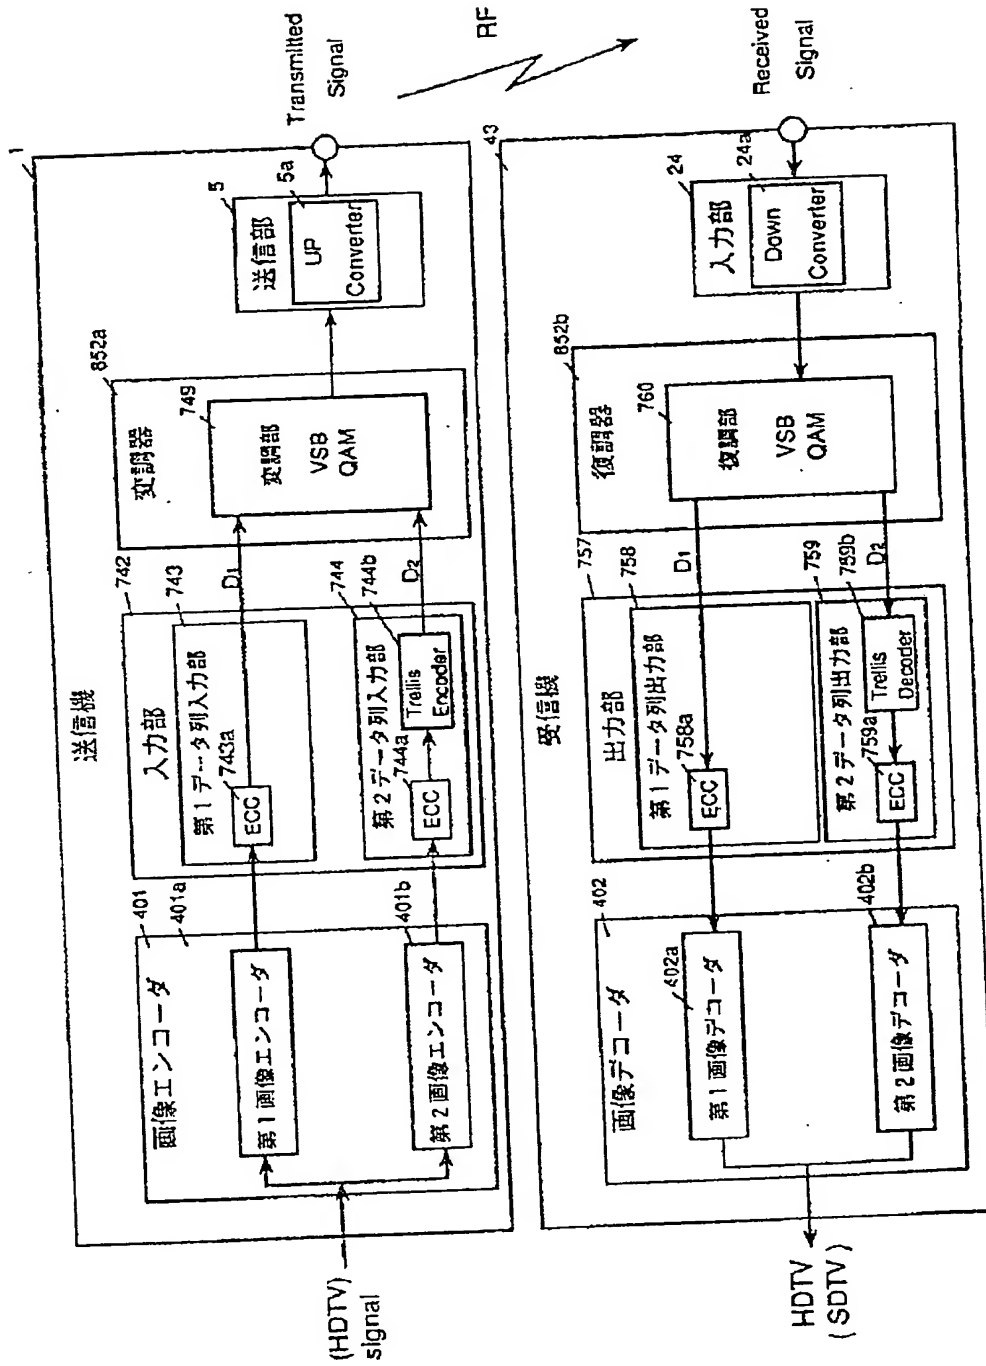 送信機
1
画像エンコーダ
401
401a
第1画像エンコーダ
401b
第2画像エンコーダ
(HDTV)
signal
入力部
742
743
第1データ列入力部
743a
ECC
D1
第2データ列入力部
744
744a
744b
ECC
Trellis
Encoder
D2
変調器
852a
749
変調部
VSB
QAM
送信部
5
5a
UP
Converter
Transmitted
Signal
RF
受信機
43
Received
Signal
入力部
24
24a
Down
Converter
復調器
852b
760
復調部
VSB
QAM
出力部
757
758
第1データ列出力部
758a
ECC
D1
第2データ列出力部
759
759a
759b
ECC
Trellis
Decoder
D2
画像デコーダ
402
402a
第1画像デコーダ
402b
第2画像デコーダ
HDTV
(SDTV)